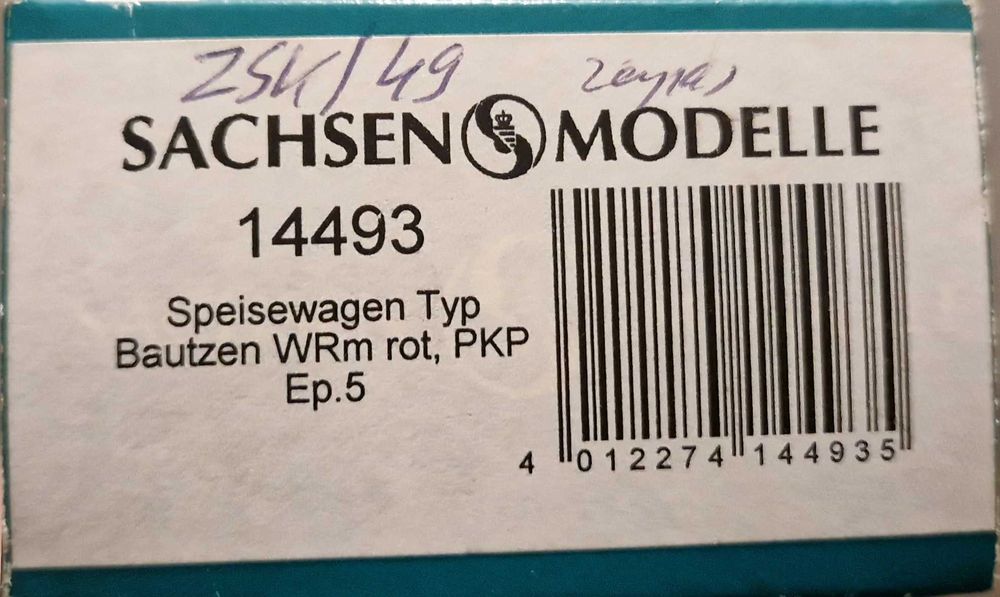 ZSK/49
SACHSEN MODELLE
14493
Speisewagen Typ
Bautzen WRm rot, PKP
Ep.5
4 012274 144935